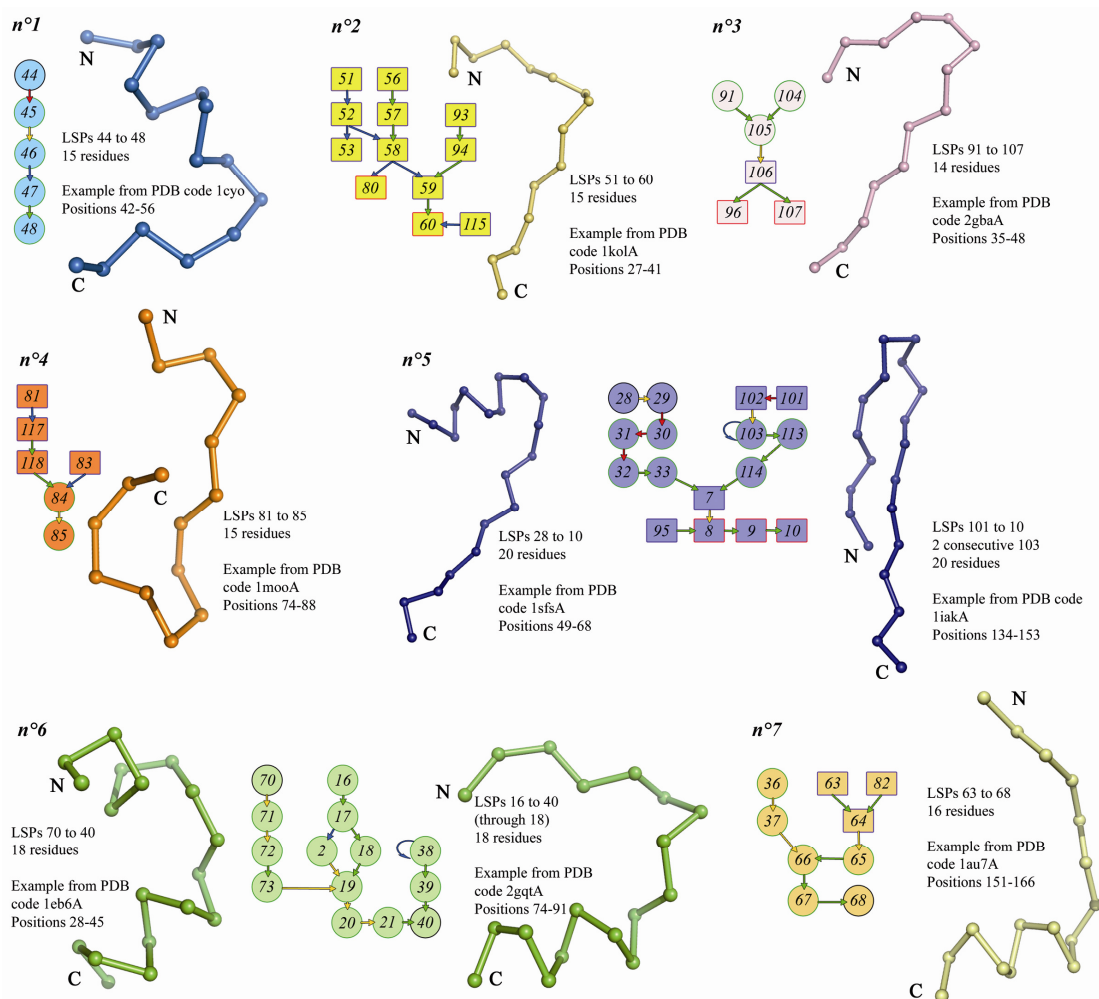 n°1
N
44
45
46
47
48
LSPs 44 to 48
15 residues
Example from PDB code 1cyo
Positions 42-56
C
n°2
N
51
56
52
57
93
53
58
94
80
59
60
115
LSPs 51 to 60
15 residues
Example from PDB
code 1kolA
Positions 27-41
C
n°3
N
91
104
105
106
96
107
LSPs 91 to 107
14 residues
Example from PDB
code 2gbaA
Positions 35-48
C
n°4
N
81
117
118
83
84
85
C
LSPs 81 to 85
15 residues
Example from PDB
code 1mooA
Positions 74-88
n°5
N
LSPs 28 to 10
20 residues
Example from PDB
code 1sfsA
Positions 49-68
C
28
29
102
101
31
30
103
113
32
33
114
7
95
8
9
10
N
LSPs 101 to 10
2 consecutive 103
20 residues
Example from PDB code
1iakA
Positions 134-153
C
n°6
N
LSPs 70 to 40
18 residues
Example from PDB
code 1eb6A
Positions 28-45
C
70
16
71
17
72
2
18
38
73
19
39
20
21
40
N
LSPs 16 to 40
(through 18)
18 residues
Example from PDB
code 2gqtA
Positions 74-91
C
n°7
N
36
63
82
37
64
66
65
67
68
LSPs 63 to 68
16 residues
Example from PDB
code 1au7A
Positions 151-166
C